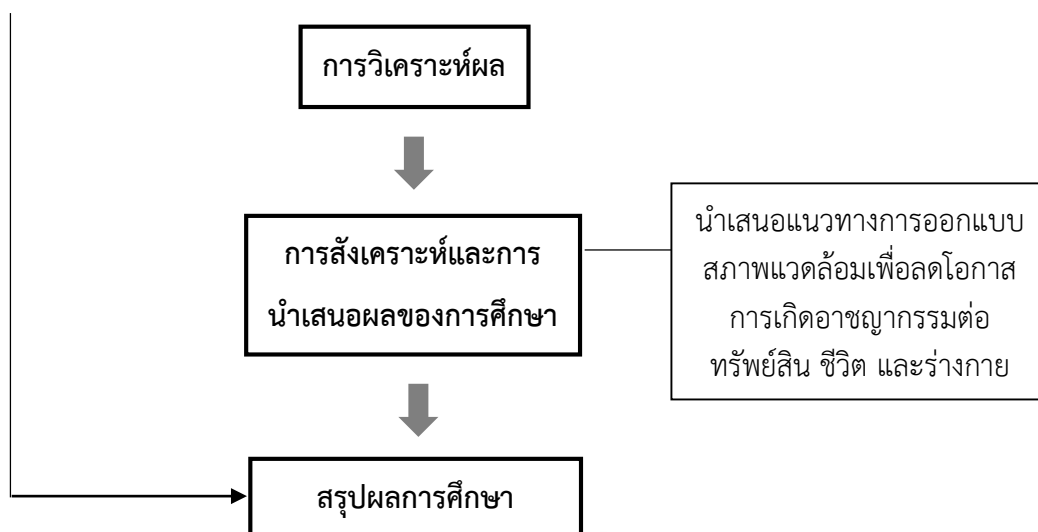 การวิเคราะห์ผล
การสังเคราะห์และการ
นำเสนอผลของการศึกษา
นำเสนอแนวทางการออกแบบ
สภาพแวดล้อมเพื่อลดโอกาส
การเกิดอาชญากรรมต่อ
ทรัพย์สิน ชีวิต และร่างกาย
สรุปผลการศึกษา